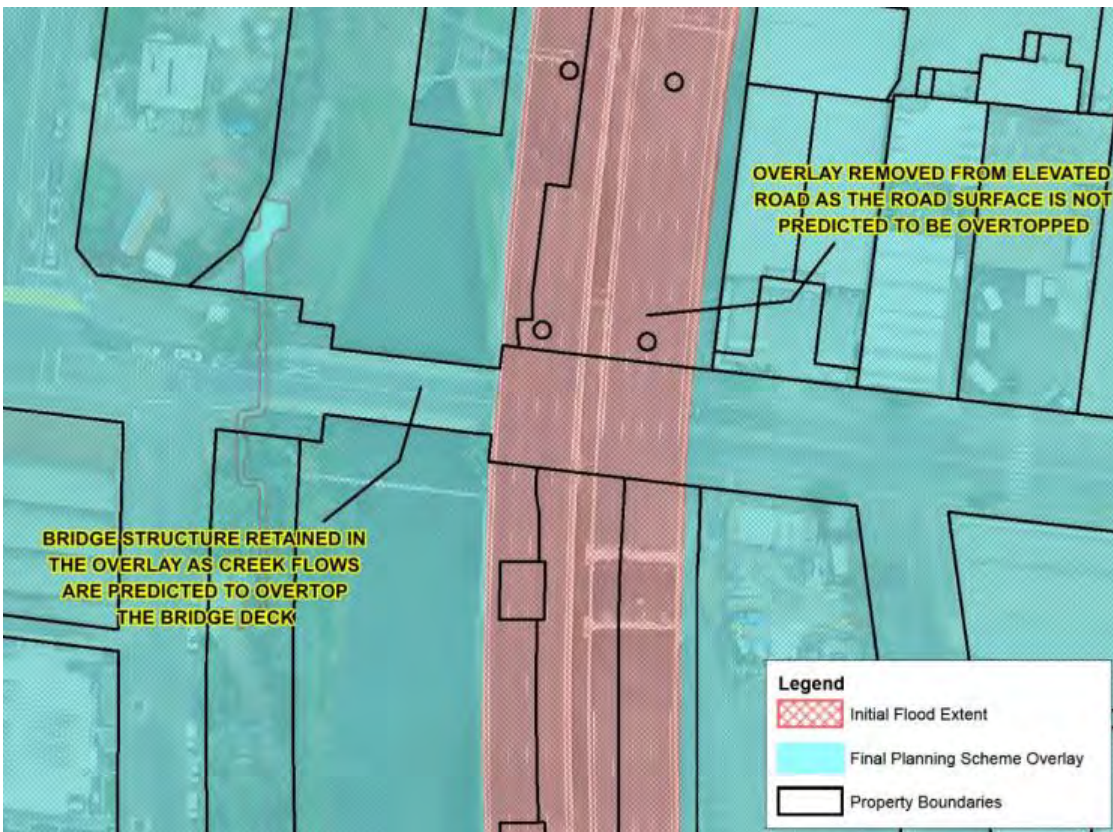 OVERLAY REMOVED FROM ELEVATED
ROAD AS THE ROAD SURFACE IS NOT
PREDICTED TO BE OVERTOPPED
BRIDGE STRUCTURE RETAINED IN
THE OVERLAY AS CREEK FLOWS
ARE PREDICTED TO OVERTOP
THE BRIDGE DECK
Legend
Initial Flood Extent
Final Planning Scheme Overlay
Property Boundaries